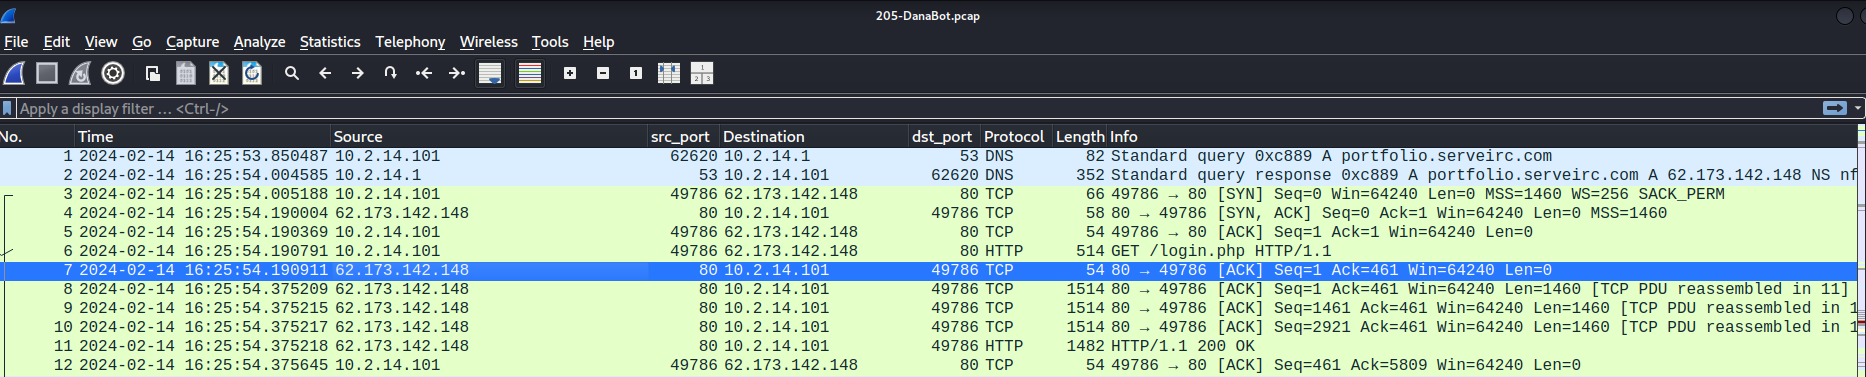 205-DanaBot.pcap
File Edit View Go Capture Analyze Statistics Telephony Wireless Tools Help
Apply a display filter … <Ctrl-/>
No. Time Source src_port Destination dst_port Protocol Length Info
1 2024-02-14 16:25:53.850487 10.2.14.101 62620 10.2.14.1 53 DNS 82 Standard query 0xc889 A portfolio.serveirc.com
2 2024-02-14 16:25:54.004585 10.2.14.1 53 10.2.14.101 62620 DNS 352 Standard query response 0xc889 A portfolio.serveirc.com A 62.173.142.148 NS nf
3 2024-02-14 16:25:54.005188 10.2.14.101 49786 62.173.142.148 80 TCP 66 49786 → 80 [SYN] Seq=0 Win=64240 Len=0 MSS=1460 WS=256 SACK_PERM
4 2024-02-14 16:25:54.190004 62.173.142.148 80 10.2.14.101 49786 TCP 58 80 → 49786 [SYN, ACK] Seq=0 Ack=1 Win=64240 Len=0 MSS=1460
5 2024-02-14 16:25:54.190369 10.2.14.101 49786 62.173.142.148 80 TCP 54 49786 → 80 [ACK] Seq=1 Ack=1 Win=64240 Len=0
6 2024-02-14 16:25:54.190791 10.2.14.101 49786 62.173.142.148 80 HTTP 514 GET /login.php HTTP/1.1
7 2024-02-14 16:25:54.190911 62.173.142.148 80 10.2.14.101 49786 TCP 54 80 → 49786 [ACK] Seq=1 Ack=461 Win=64240 Len=0
8 2024-02-14 16:25:54.375209 62.173.142.148 80 10.2.14.101 49786 TCP 1514 80 → 49786 [ACK] Seq=1 Ack=461 Win=64240 Len=1460 [TCP PDU reassembled in 11]
9 2024-02-14 16:25:54.375215 62.173.142.148 80 10.2.14.101 49786 TCP 1514 80 → 49786 [ACK] Seq=1461 Ack=461 Win=64240 Len=1460 [TCP PDU reassembled in 1
10 2024-02-14 16:25:54.375217 62.173.142.148 80 10.2.14.101 49786 TCP 1514 80 → 49786 [ACK] Seq=2921 Ack=461 Win=64240 Len=1460 [TCP PDU reassembled in 1
11 2024-02-14 16:25:54.375218 62.173.142.148 80 10.2.14.101 49786 HTTP 1482 HTTP/1.1 200 OK
12 2024-02-14 16:25:54.375645 10.2.14.101 49786 62.173.142.148 80 TCP 54 49786 → 80 [ACK] Seq=461 Ack=5809 Win=64240 Len=0